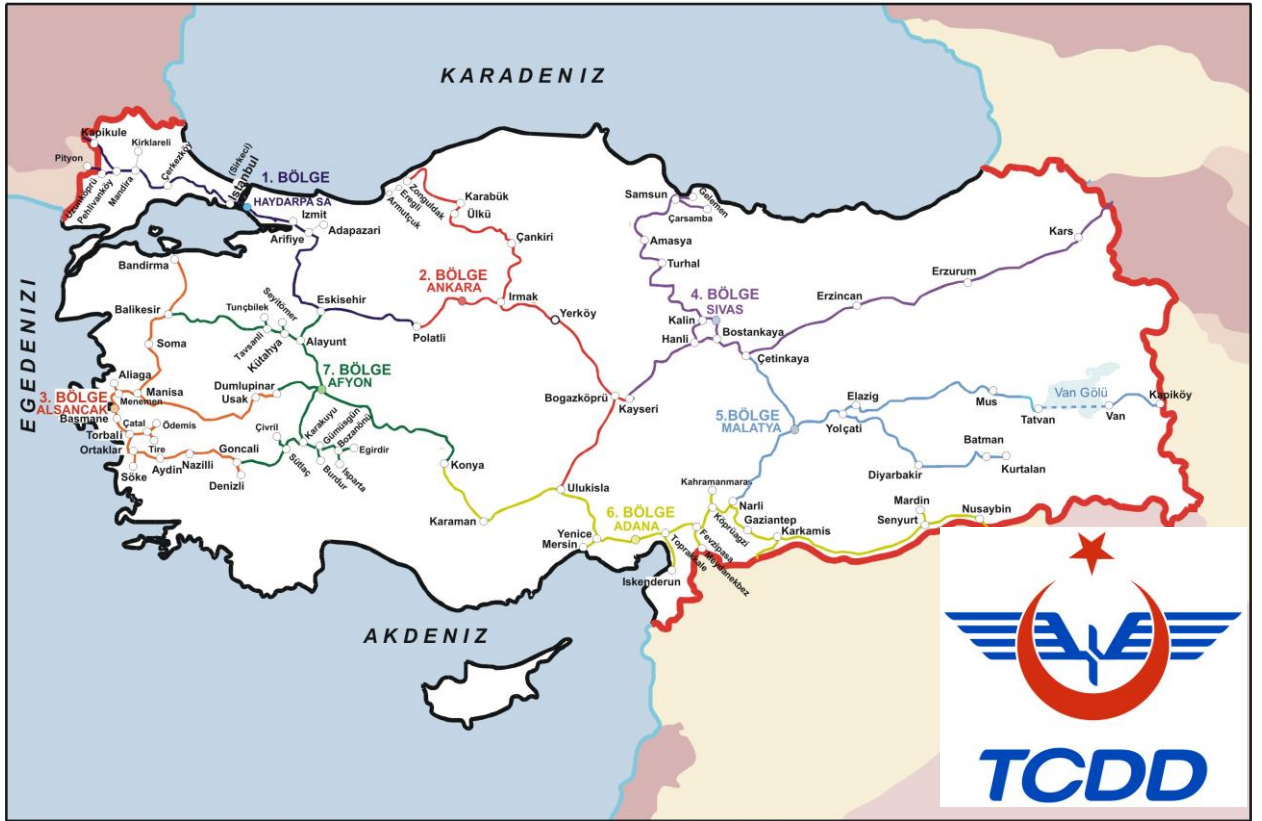 KARADENIZ
EGEDENIZI
AKDENIZ
Kapikule
Kirklareli
Pityon
Uzunköprü
Pehlivanköy
Mandira
Çerkezköy
(Sirkeci)
Istanbul
1. BÖLGE
HAYDARPA SA
Izmit
Adapazari
Arifiye
Bandirma
Balikesir
Soma
Aliaga
Manisa
Menemen
3. BÖLGE
ALSANCAK
Basmane
Torbali
Çatal
Ödemis
Tire
Ortaklar
Söke
Aydin
Nazilli
Goncali
Denizli
Tunçbilek
Seyitömer
Tavsanli
Kütahya
Alayunt
Eskisehir
Polatli
7. BÖLGE
AFYON
Dumlupinar
Usak
Çivril
Sütlaç
Karakuyu
Gümüsgün
Bozanönü
Burdur
Isparta
Egirdir
Konya
Karaman
Zonguldak
Eregli
Armutçuk
Karabük
Ülkü
Çankiri
2. BÖLGE
ANKARA
Irmak
Yerköy
Bogazköprü
Kayseri
Ulukisla
Samsun
Gelemen
Çarsamba
Amasya
Turhal
4. BÖLGE
SIVAS
Kalin
Hanli
Bostankaya
Çetinkaya
Erzincan
Erzurum
Kars
5.BÖLGE
MALATYA
Elazig
Yolçati
Mus
Tatvan
Van Gölü
Van
Kapiköy
Diyarbakir
Batman
Kurtalan
6. BÖLGE
ADANA
Yenice
Mersin
Toprakkale
Iskenderun
Fevzipasa
Meydanekbez
Kahramanmaras
Köprüagzi
Narli
Gaziantep
Karkamis
Mardin
Senyurt
Nusaybin
TCDD